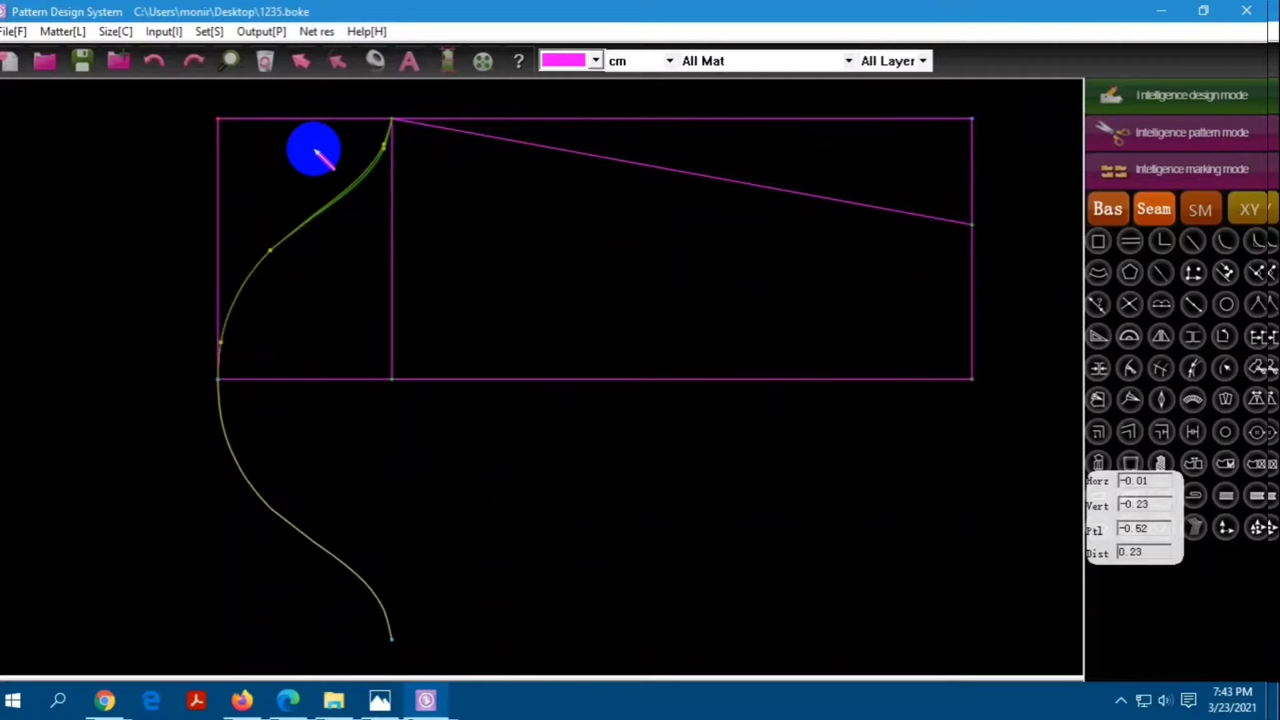 Pattern Design System C:\Users\monir\Desktop\1235.boke
File[F] Matter[L] Size[C] Input[I] Set[S] Output[P] Net res Help[H]
cm All Mat All Layer
Intelligence design mode
Intelligence pattern mode
Intelligence marking mode
Bas Seam SM XY
Horz -0.01
Vert -0.23
Ptl -0.52
Dist 0.23
7:43 PM
3/23/2021